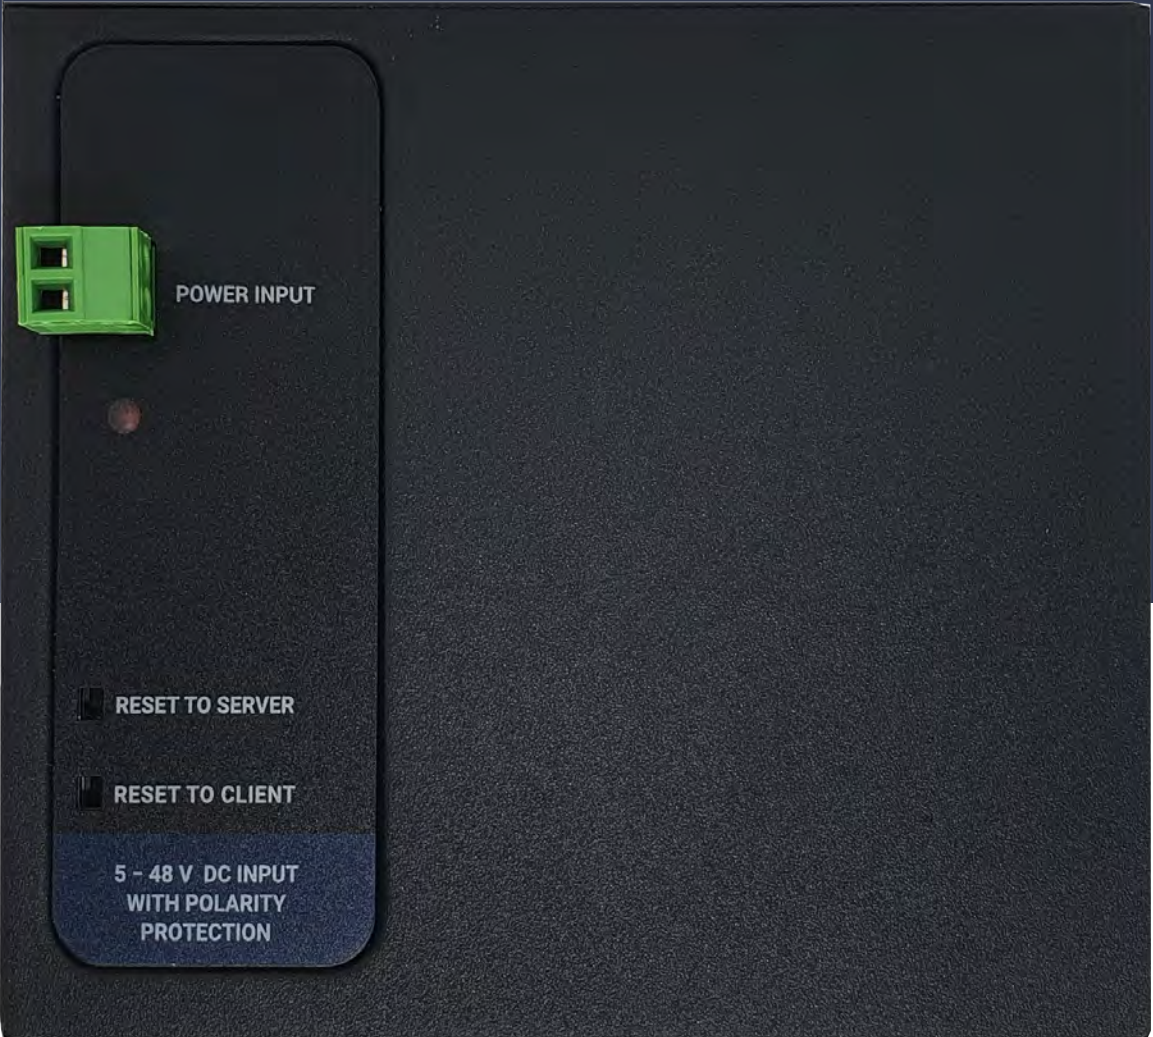 POWER INPUT
RESET TO SERVER
RESET TO CLIENT
5 - 48 V DC INPUT
WITH POLARITY
PROTECTION